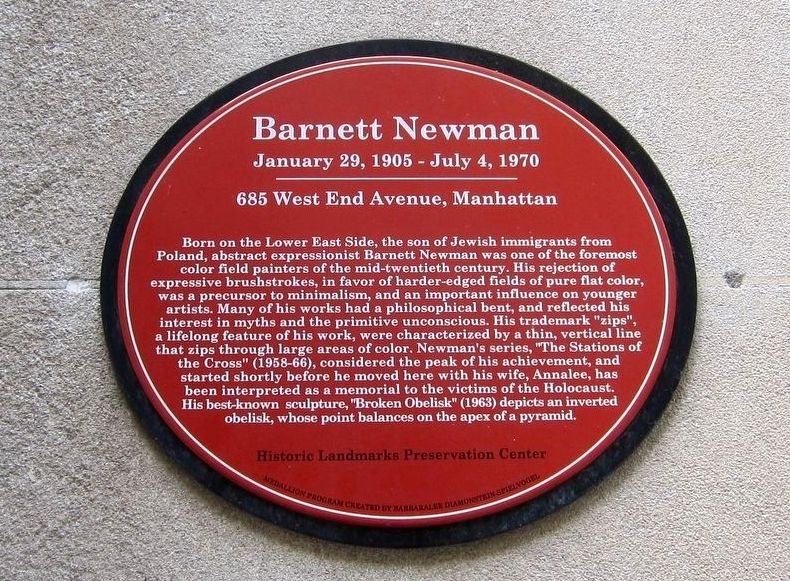 Barnett Newman
January 29, 1905 - July 4, 1970
685 West End Avenue, Manhattan
Born on the Lower East Side, the son of Jewish immigrants from
Poland, abstract expressionist Barnett Newman was one of the foremost
color field painters of the mid-twentieth century. His rejection of
expressive brushstrokes, in favor of harder-edged fields of pure flat color,
was a precursor to minimalism, and an important influence on younger
artists. Many of his works had a philosophical bent, and reflected his
interest in myths and the primitive unconscious. His trademark "zips",
a lifelong feature of his work, were characterized by a thin, vertical line
that zips through large areas of color. Newman's series, "The Stations of
the Cross" (1958-66), considered the peak of his achievement, and
started shortly before he moved here with his wife, Annalee, has
been interpreted as a memorial to the victims of the Holocaust.
His best-known sculpture, "Broken Obelisk" (1963) depicts an inverted
obelisk, whose point balances on the apex of a pyramid.
Historic Landmarks Preservation Center
MEDALLION PROGRAM CREATED BY BARBARALEE DIAMONSTEIN-SPIELVOGEL